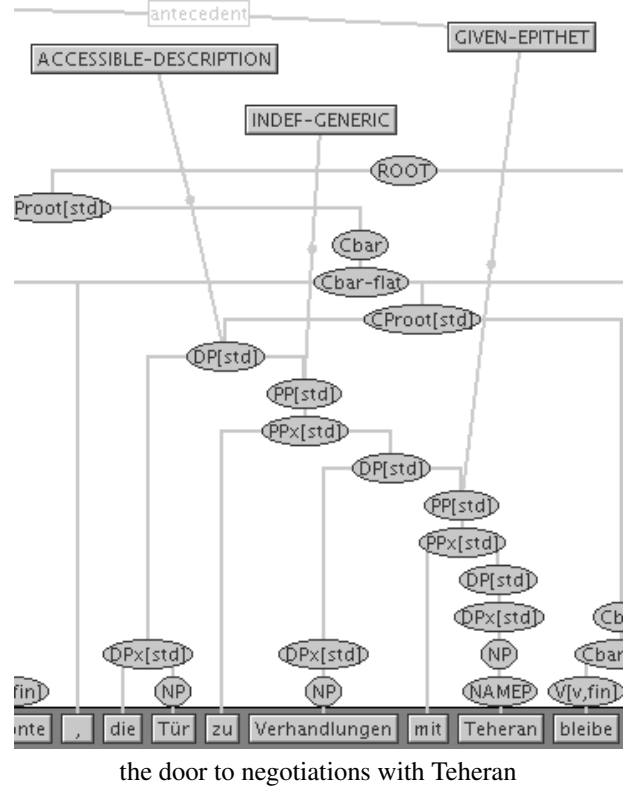 antecedent
GIVEN-EPITHET
ACCESSIBLE-DESCRIPTION
INDEF-GENERIC
ROOT
Proot[std]
Cbar
Cbar-flat
CProot[std]
DP[std]
PP[std]
PPx[std]
DP[std]
PP[std]
PPx[std]
DP[std]
DPx[std] Cb
DPx[std] DPx[std] NP Cbar
fin] NP NP NAMEP V[v,fin]
onte , die Tür zu Verhandlungen mit Teheran bleibe
the door to negotiations with Teheran